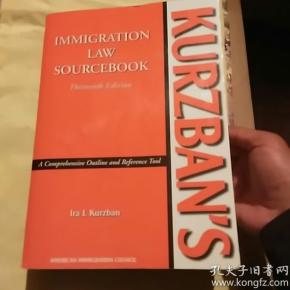 IMMIGRATION
LAW
SOURCEBOOK
Thirteenth Edition
A Comprehensive Outline and Reference Tool
Ira J. Kurzban
AMERICAN IMMIGRATION COUNCIL
KURZBAN'S
孔夫子旧书网
www.kongfz.com